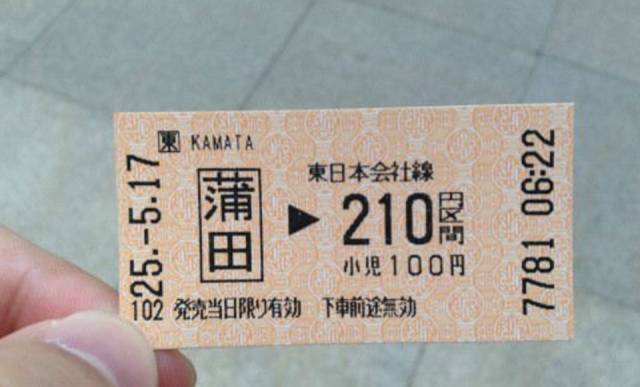 東 KAMATA
25.-5.17
蒲田
▶
東日本会社線
210円区間
小児100円
7781 06:22
102 発売当日限り有効 下車前途無効